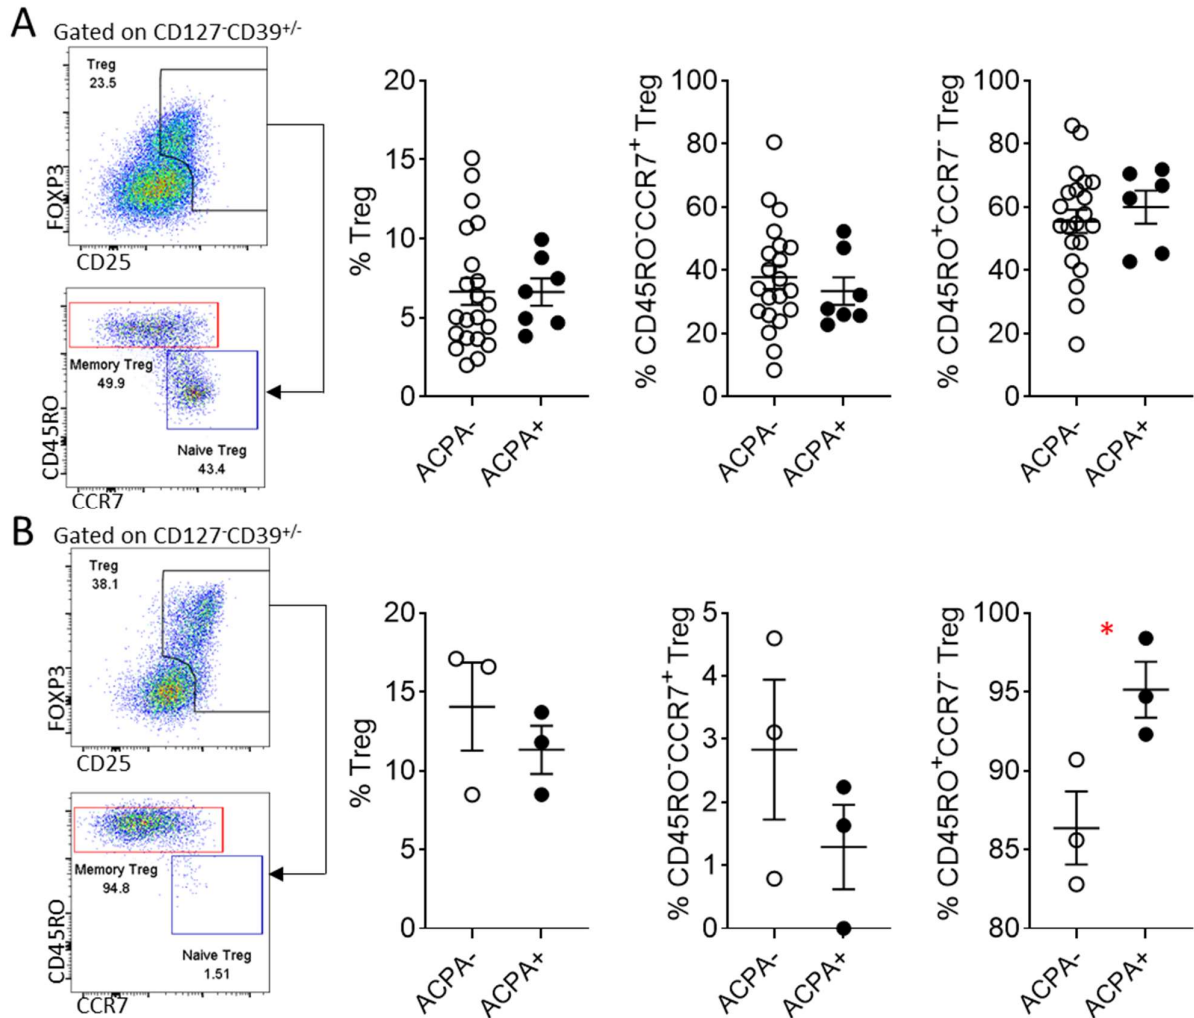 A
Gated on CD127⁻CD39⁺/⁻
Treg
23.5
FOXP3
CD25
Memory Treg
49.9
Naive Treg
43.4
CD45RO
CCR7
% Treg
20
15
10
5
0
ACPA-
ACPA+
% CD45RO⁻CCR7⁺ Treg
100
80
60
40
20
0
ACPA-
ACPA+
% CD45RO⁺CCR7⁻ Treg
100
80
60
40
20
0
ACPA-
ACPA+
B
Gated on CD127⁻CD39⁺/⁻
Treg
38.1
FOXP3
CD25
Memory Treg
94.8
Naive Treg
1.51
CD45RO
CCR7
% Treg
20
15
10
5
0
ACPA-
ACPA+
% CD45RO⁻CCR7⁺ Treg
5
4
3
2
1
0
ACPA-
ACPA+
% CD45RO⁺CCR7⁻ Treg
100
95
90
85
80
*
ACPA-
ACPA+